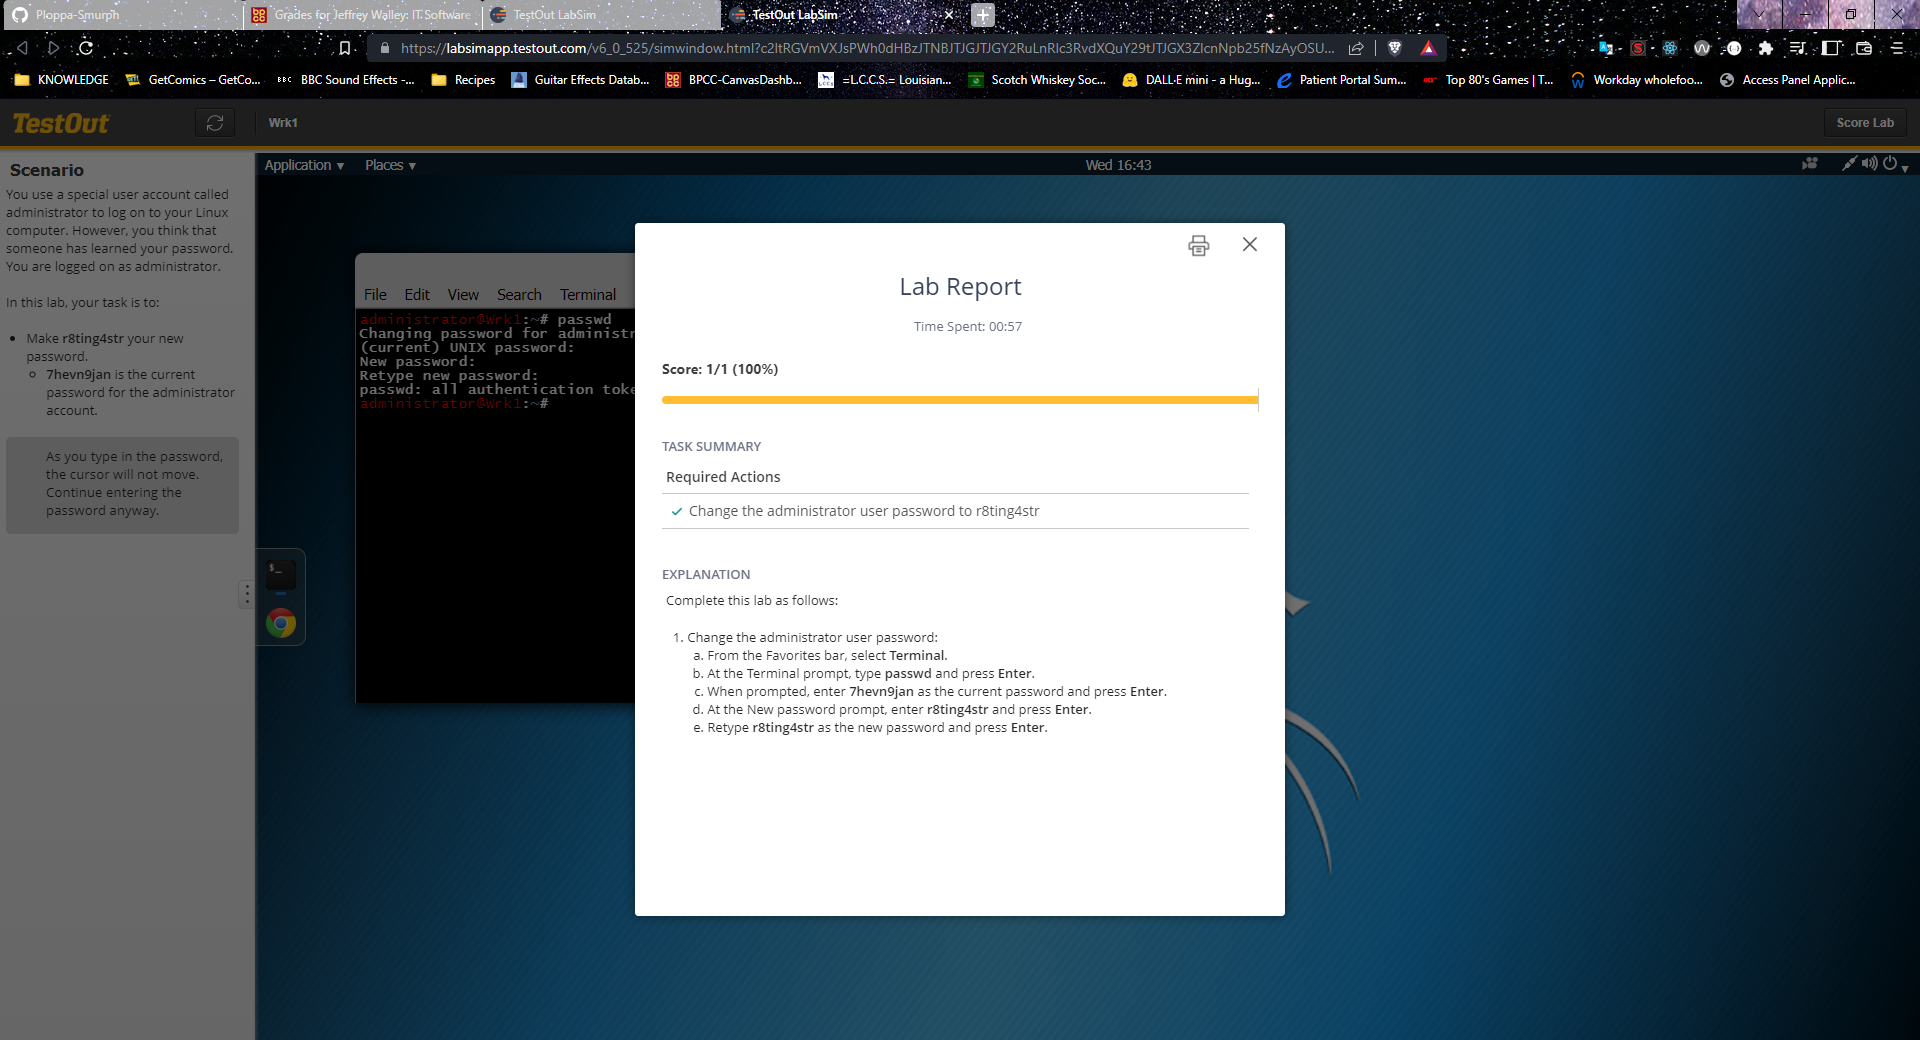 Ploppa-Smurph
Grades for Jeffrey Walley: IT Software
TestOut LabSim
TestOut LabSim
https://labsimapp.testout.com/v6_0_525/simwindow.html?
KNOWLEDGE
GetComics – GetCo...
BBC Sound Effects -...
Recipes
Guitar Effects Datab...
BPCC-CanvasDashb...
=L.C.C.S.= Louisian...
Scotch Whiskey Soc...
DALL·E mini - a Hug...
Patient Portal Sum...
Top 80's Games | T...
Workday wholefoo...
Access Panel Applic...
TestOut
Wrk1
Score Lab
Scenario
You use a special user account called
administrator to log on to your Linux
computer. However, you think that
someone has learned your password.
You are logged on as administrator.
In this lab, your task is to:
Make r8ting4str your new
password.
7hevn9jan is the current
password for the administrator
account.
As you type in the password,
the cursor will not move.
Continue entering the
password anyway.
Application
Places
Wed 16:43
File Edit View Search Terminal
administrator@Wrk1:~# passwd
Changing password for administr
(current) UNIX password:
New password:
Retype new password:
passwd: all authentication toke
administrator@Wrk1:~#
Lab Report
Time Spent: 00:57
Score: 1/1 (100%)
TASK SUMMARY
Required Actions
Change the administrator user password to r8ting4str
EXPLANATION
Complete this lab as follows:
1. Change the administrator user password:
a. From the Favorites bar, select Terminal.
b. At the Terminal prompt, type passwd and press Enter.
c. When prompted, enter 7hevn9jan as the current password and press Enter.
d. At the New password prompt, enter r8ting4str and press Enter.
e. Retype r8ting4str as the new password and press Enter.